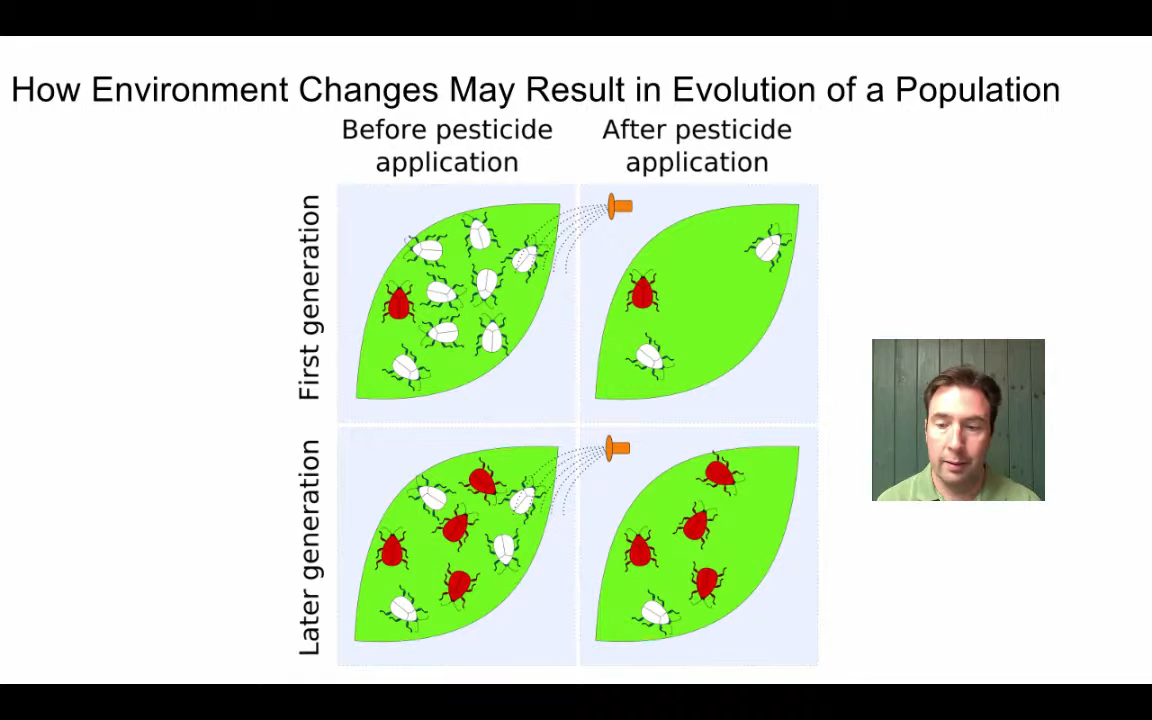 How Environment Changes May Result in Evolution of a Population
Before pesticide
application
After pesticide
application
First generation
Later generation